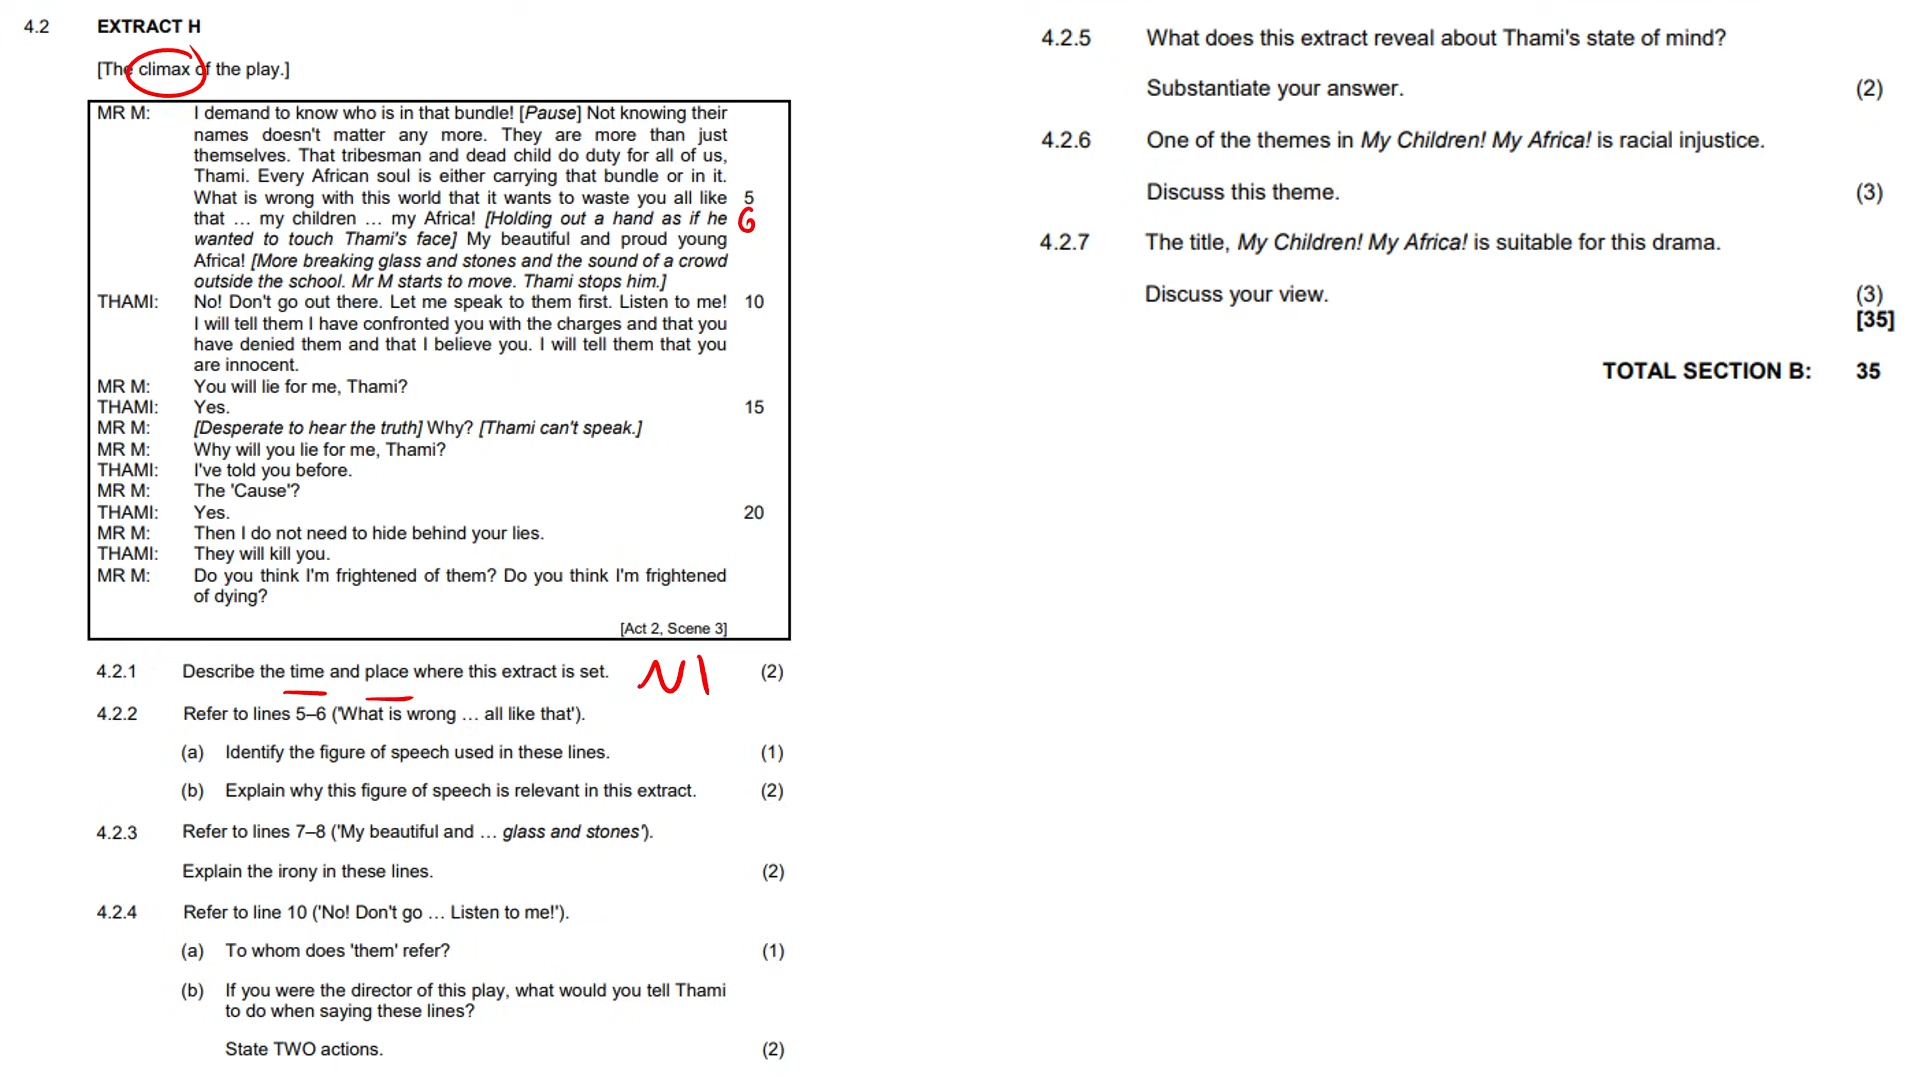 4.2 EXTRACT H
[The climax of the play.]
MR M: I demand to know who is in that bundle! [Pause] Not knowing their
names doesn't matter any more. They are more than just
themselves. That tribesman and dead child do duty for all of us,
Thami. Every African soul is either carrying that bundle or in it.
What is wrong with this world that it wants to waste you all like 5
that ... my children ... my Africa! [Holding out a hand as if he 6
wanted to touch Thami's face] My beautiful and proud young
Africa! [More breaking glass and stones and the sound of a crowd
outside the school. Mr M starts to move. Thami stops him.]
THAMI: No! Don't go out there. Let me speak to them first. Listen to me! 10
I will tell them I have confronted you with the charges and that you
have denied them and that I believe you. I will tell them that you
are innocent.
MR M: You will lie for me, Thami?
THAMI: Yes. 15
MR M: [Desperate to hear the truth] Why? [Thami can't speak.]
MR M: Why will you lie for me, Thami?
THAMI: I've told you before.
MR M: The 'Cause'?
THAMI: Yes. 20
MR M: Then I do not need to hide behind your lies.
THAMI: They will kill you.
MR M: Do you think I'm frightened of them? Do you think I'm frightened
of dying?
[Act 2, Scene 3]
4.2.1 Describe the time and place where this extract is set. N1 (2)
4.2.2 Refer to lines 5–6 ('What is wrong ... all like that').
(a) Identify the figure of speech used in these lines. (1)
(b) Explain why this figure of speech is relevant in this extract. (2)
4.2.3 Refer to lines 7–8 ('My beautiful and ... glass and stones').
Explain the irony in these lines. (2)
4.2.4 Refer to line 10 ('No! Don't go ... Listen to me!').
(a) To whom does 'them' refer? (1)
(b) If you were the director of this play, what would you tell Thami
to do when saying these lines?
State TWO actions. (2)
4.2.5 What does this extract reveal about Thami's state of mind?
Substantiate your answer. (2)
4.2.6 One of the themes in My Children! My Africa! is racial injustice.
Discuss this theme. (3)
4.2.7 The title, My Children! My Africa! is suitable for this drama.
Discuss your view. (3)
[35]
TOTAL SECTION B: 35